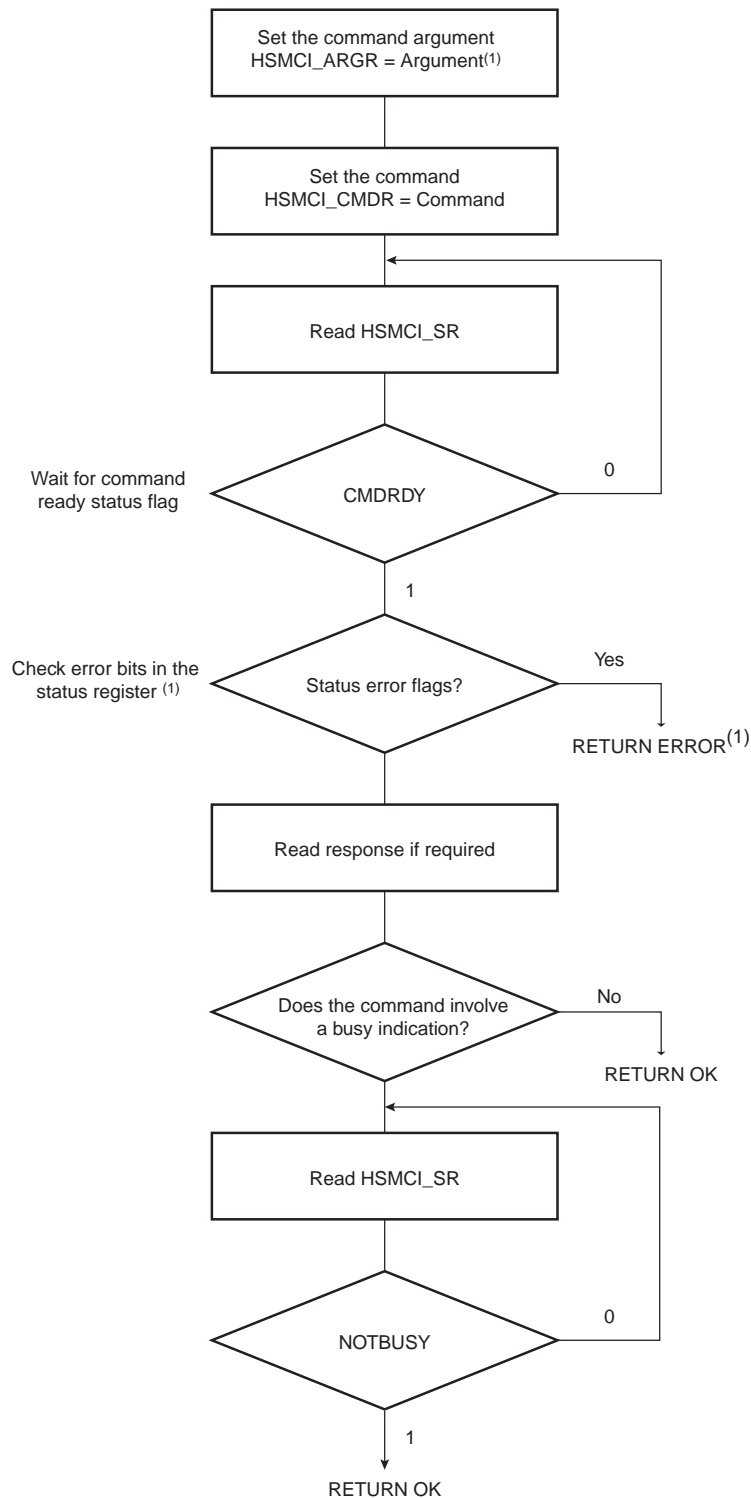 Set the command argument
HSMCI_ARGR = Argument(1)
Set the command
HSMCI_CMDR = Command
Read HSMCI_SR
Wait for command
ready status flag
CMDRDY
0
1
Check error bits in the
status register (1)
Status error flags?
Yes
RETURN ERROR(1)
Read response if required
Does the command involve
a busy indication?
No
RETURN OK
Read HSMCI_SR
NOTBUSY
0
1
RETURN OK